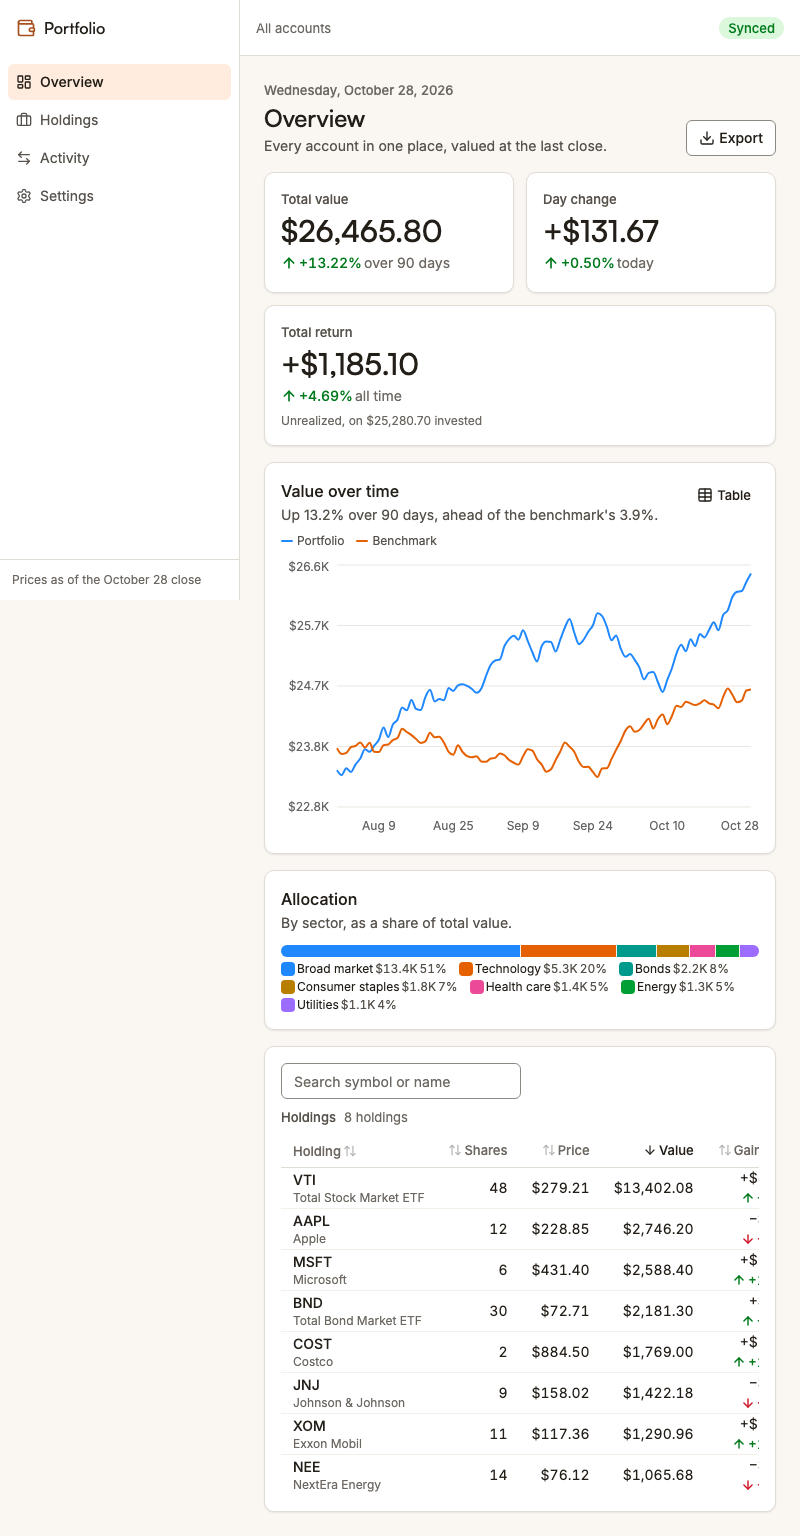 Portfolio
Overview
Holdings
Activity
Settings
Prices as of the October 28 close
All accounts
Synced
Wednesday, October 28, 2026
Overview
Every account in one place, valued at the last close.
Export
Total value
$26,465.80
+13.22% over 90 days
Day change
+$131.67
+0.50% today
Total return
+$1,185.10
+4.69% all time
Unrealized, on $25,280.70 invested
Value over time
Table
Up 13.2% over 90 days, ahead of the benchmark's 3.9%.
Portfolio Benchmark
$26.6K
$25.7K
$24.7K
$23.8K
$22.8K
Aug 9 Aug 25 Sep 9 Sep 24 Oct 10 Oct 28
Allocation
By sector, as a share of total value.
Broad market $13.4K 51% Technology $5.3K 20% Bonds $2.2K 8%
Consumer staples $1.8K 7% Health care $1.4K 5% Energy $1.3K 5%
Utilities $1.1K 4%
Search symbol or name
Holdings 8 holdings
Holding Shares Price Value
VTI
Total Stock Market ETF
48 $279.21 $13,402.08
AAPL
Apple
12 $228.85 $2,746.20
MSFT
Microsoft
6 $431.40 $2,588.40
BND
Total Bond Market ETF
30 $72.71 $2,181.30
COST
Costco
2 $884.50 $1,769.00
JNJ
Johnson & Johnson
9 $158.02 $1,422.18
XOM
Exxon Mobil
11 $117.36 $1,290.96
NEE
NextEra Energy
14 $76.12 $1,065.68